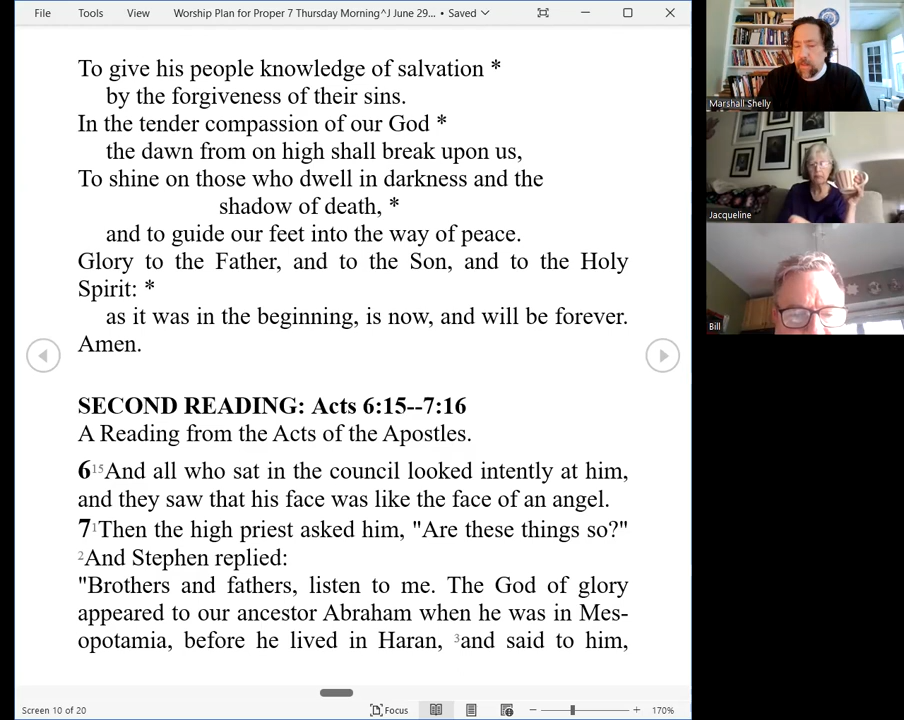 File Tools View Worship Plan for Proper 7 Thursday Morning^J June 29... • Saved
To give his people knowledge of salvation *
by the forgiveness of their sins.
In the tender compassion of our God *
the dawn from on high shall break upon us,
To shine on those who dwell in darkness and the
shadow of death, *
and to guide our feet into the way of peace.
Glory to the Father, and to the Son, and to the Holy
Spirit: *
as it was in the beginning, is now, and will be forever.
Amen.
SECOND READING: Acts 6:15--7:16
A Reading from the Acts of the Apostles.
6 15And all who sat in the council looked intently at him,
and they saw that his face was like the face of an angel.
7 1Then the high priest asked him, "Are these things so?"
2And Stephen replied:
"Brothers and fathers, listen to me. The God of glory
appeared to our ancestor Abraham when he was in Mes-
opotamia, before he lived in Haran, 3and said to him,
Screen 10 of 20 Focus 170%
Marshall Shelly
Jacqueline
Bill